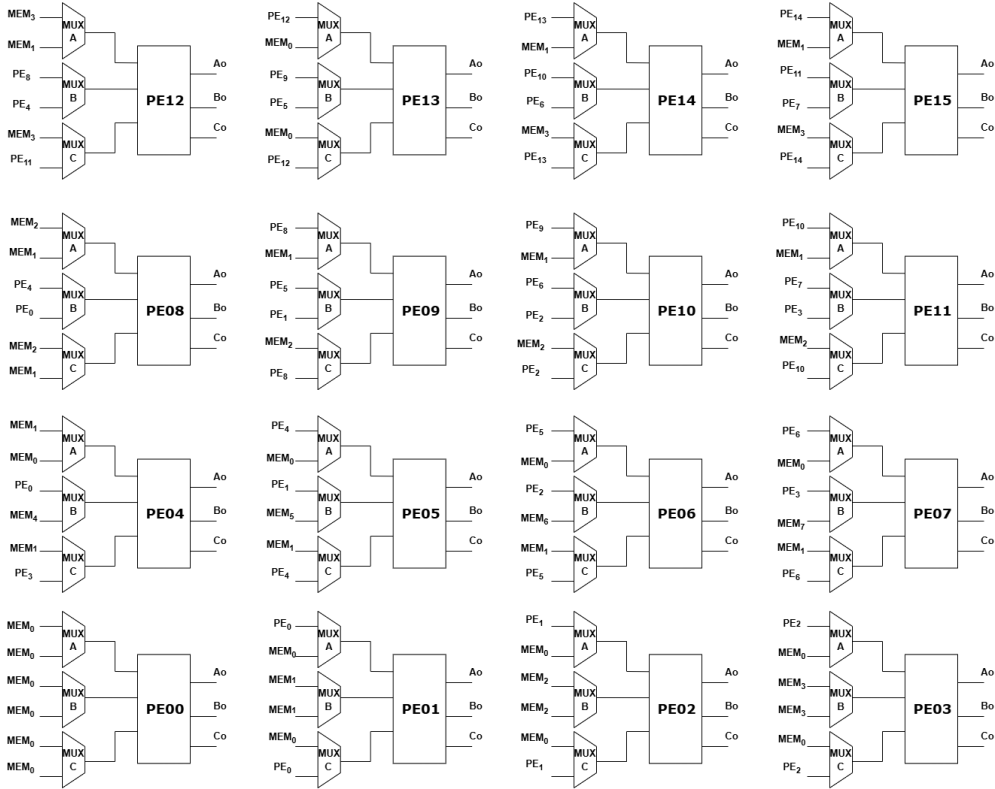 MEM₃ MUX A MEM₁ PE₈ MUX B PE₄ MEM₃ MUX C PE₁₁ PE12 Ao Bo Co
PE₁₂ MUX A MEM₀ PE₉ MUX B PE₅ MEM₀ MUX C PE₁₂ PE13 Ao Bo Co
PE₁₃ MUX A MEM₁ PE₁₀ MUX B PE₆ MEM₃ MUX C PE₁₃ PE14 Ao Bo Co
PE₁₄ MUX A MEM₁ PE₁₁ MUX B PE₇ MEM₃ MUX C PE₁₄ PE15 Ao Bo Co
MEM₂ MUX A MEM₁ PE₄ MUX B PE₀ MEM₂ MUX C MEM₁ PE08 Ao Bo Co
PE₈ MUX A MEM₁ PE₅ MUX B PE₁ MEM₂ MUX C PE₈ PE09 Ao Bo Co
PE₉ MUX A MEM₁ PE₆ MUX B PE₂ MEM₂ MUX C PE₂ PE10 Ao Bo Co
PE₁₀ MUX A MEM₁ PE₇ MUX B PE₃ MEM₂ MUX C PE₁₀ PE11 Ao Bo Co
MEM₁ MUX A MEM₀ PE₀ MUX B MEM₄ MEM1 MUX C PE₃ PE04 Ao Bo Co
PE₄ MUX A MEM₀ PE₁ MUX B MEM₅ MEM₁ MUX C PE₄ PE05 Ao Bo Co
PE₅ MUX A MEM₀ PE₂ MUX B MEM₆ MEM₁ MUX C PE₅ PE06 Ao Bo Co
PE₆ MUX A MEM₀ PE₃ MUX B MEM₇ MEM₁ MUX C PE₆ PE07 Ao Bo Co
MEM₀ MUX A MEM₀ MEM₀ MUX B MEM₀ MEM₀ MUX C MEM₀ PE00 Ao Bo Co
PE₀ MUX A MEM₀ MEM1 MUX B MEM1 MEM₀ MUX C PE₀ PE01 Ao Bo Co
PE₁ MUX A MEM₀ MEM₂ MUX B MEM₂ MEM₀ MUX C PE₁ PE02 Ao Bo Co
PE₂ MUX A MEM₀ MEM₃ MUX B MEM₃ MEM₀ MUX C PE₂ PE03 Ao Bo Co